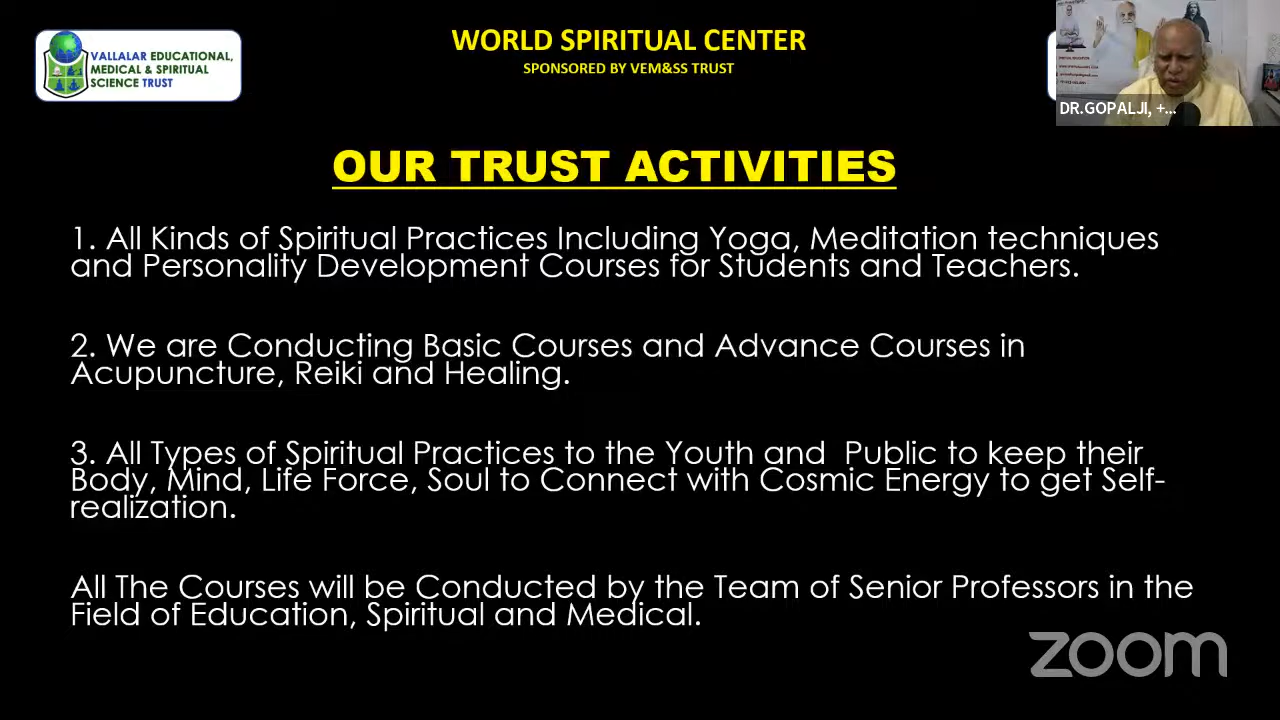 VALLALAR EDUCATIONAL,
MEDICAL & SPIRITUAL
SCIENCE TRUST
WORLD SPIRITUAL CENTER
SPONSORED BY VEM&SS TRUST
DR.GOPALJI, +...
OUR TRUST ACTIVITIES
1. All Kinds of Spiritual Practices Including Yoga, Meditation techniques
and Personality Development Courses for Students and Teachers.
2. We are Conducting Basic Courses and Advance Courses in
Acupuncture, Reiki and Healing.
3. All Types of Spiritual Practices to the Youth and  Public to keep their
Body, Mind, Life Force, Soul to Connect with Cosmic Energy to get Self-
realization.
All The Courses will be Conducted by the Team of Senior Professors in the
Field of Education, Spiritual and Medical.
zoom